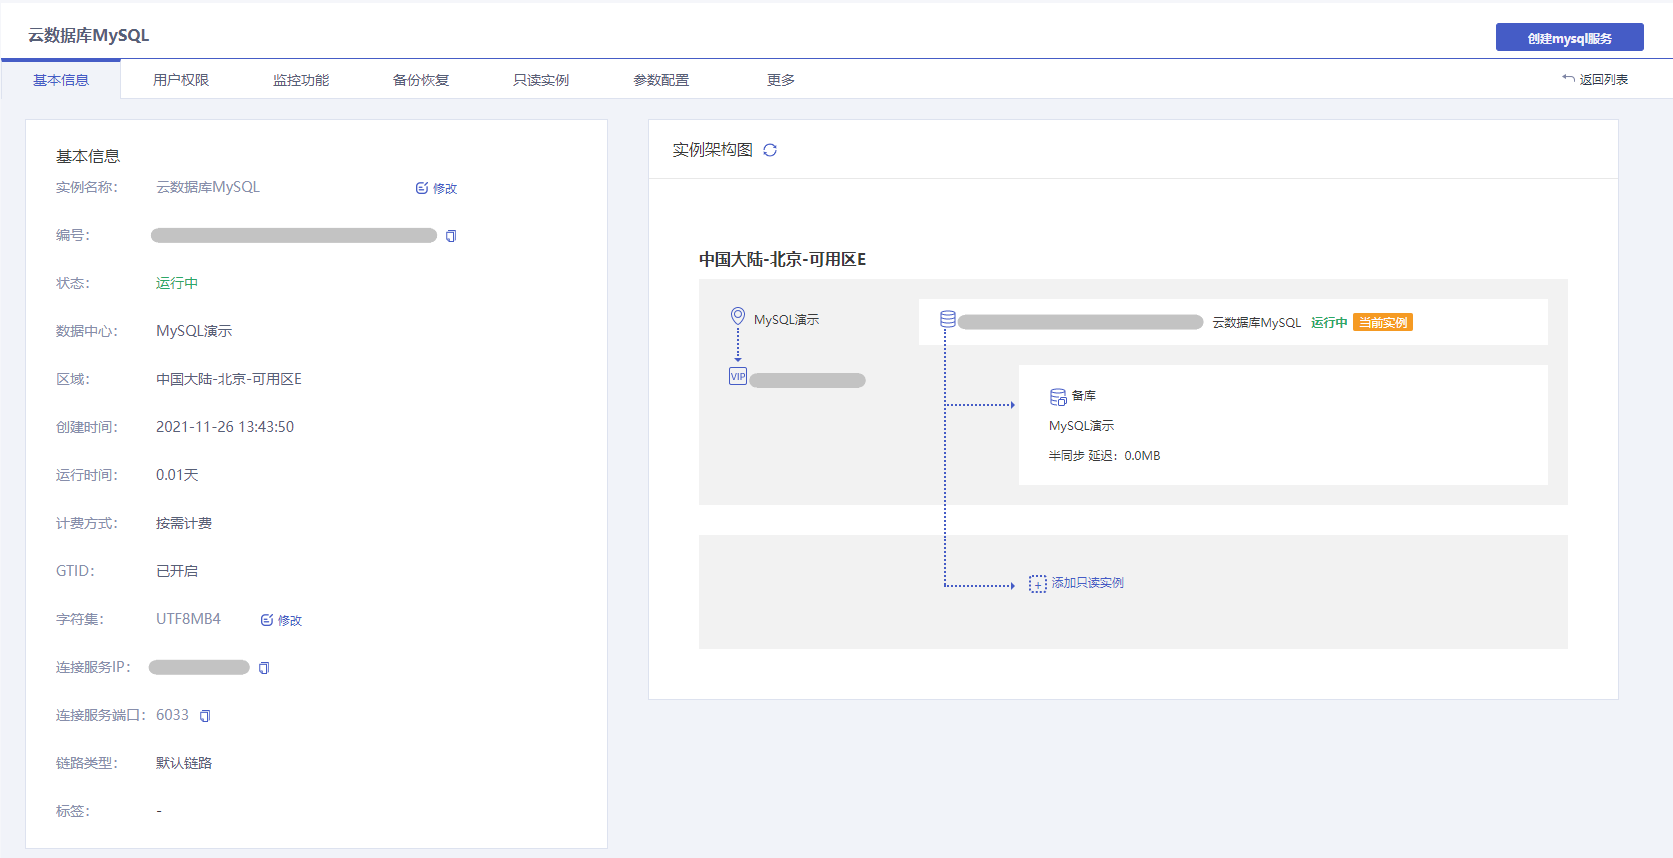 云数据库MySQL
创建mysql服务
基本信息 用户权限 监控功能 备份恢复 只读实例 参数配置 更多 返回列表
基本信息
实例名称： 云数据库MySQL 修改
编号：
状态： 运行中
数据中心： MySQL演示
区域： 中国大陆-北京-可用区E
创建时间： 2021-11-26 13:43:50
运行时间： 0.01天
计费方式： 按需计费
GTID： 已开启
字符集： UTF8MB4 修改
连接服务IP：
连接服务端口： 6033
链路类型： 默认链路
标签： -
实例架构图
中国大陆-北京-可用区E
MySQL演示
VIP
云数据库MySQL 运行中 当前实例
备库
MySQL演示
半同步 延迟：0.0MB
添加只读实例